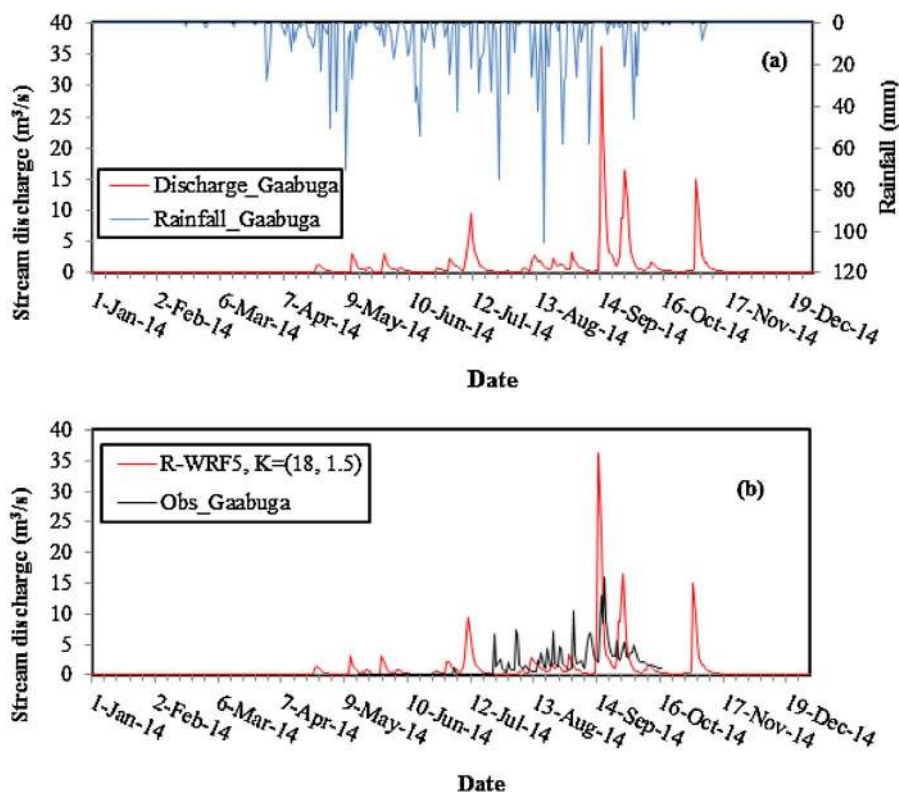 40
35
30
25
20
15
10
5
0
Stream discharge (m³/s)
0
20
40
60
80
100
120
Rainfall (mm)
(a)
Discharge_Gaabuga
Rainfall_Gaabuga
1-Jan-14
2-Feb-14
6-Mar-14
7-Apr-14
9-May-14
10-Jun-14
12-Jul-14
13-Aug-14
14-Sep-14
16-Oct-14
17-Nov-14
19-Dec-14
Date
40
35
30
25
20
15
10
5
0
Stream discharge (m³/s)
(b)
R-WRF5, K=(18, 1.5)
Obs_Gaabuga
1-Jan-14
2-Feb-14
6-Mar-14
7-Apr-14
9-May-14
10-Jun-14
12-Jul-14
13-Aug-14
14-Sep-14
16-Oct-14
17-Nov-14
19-Dec-14
Date